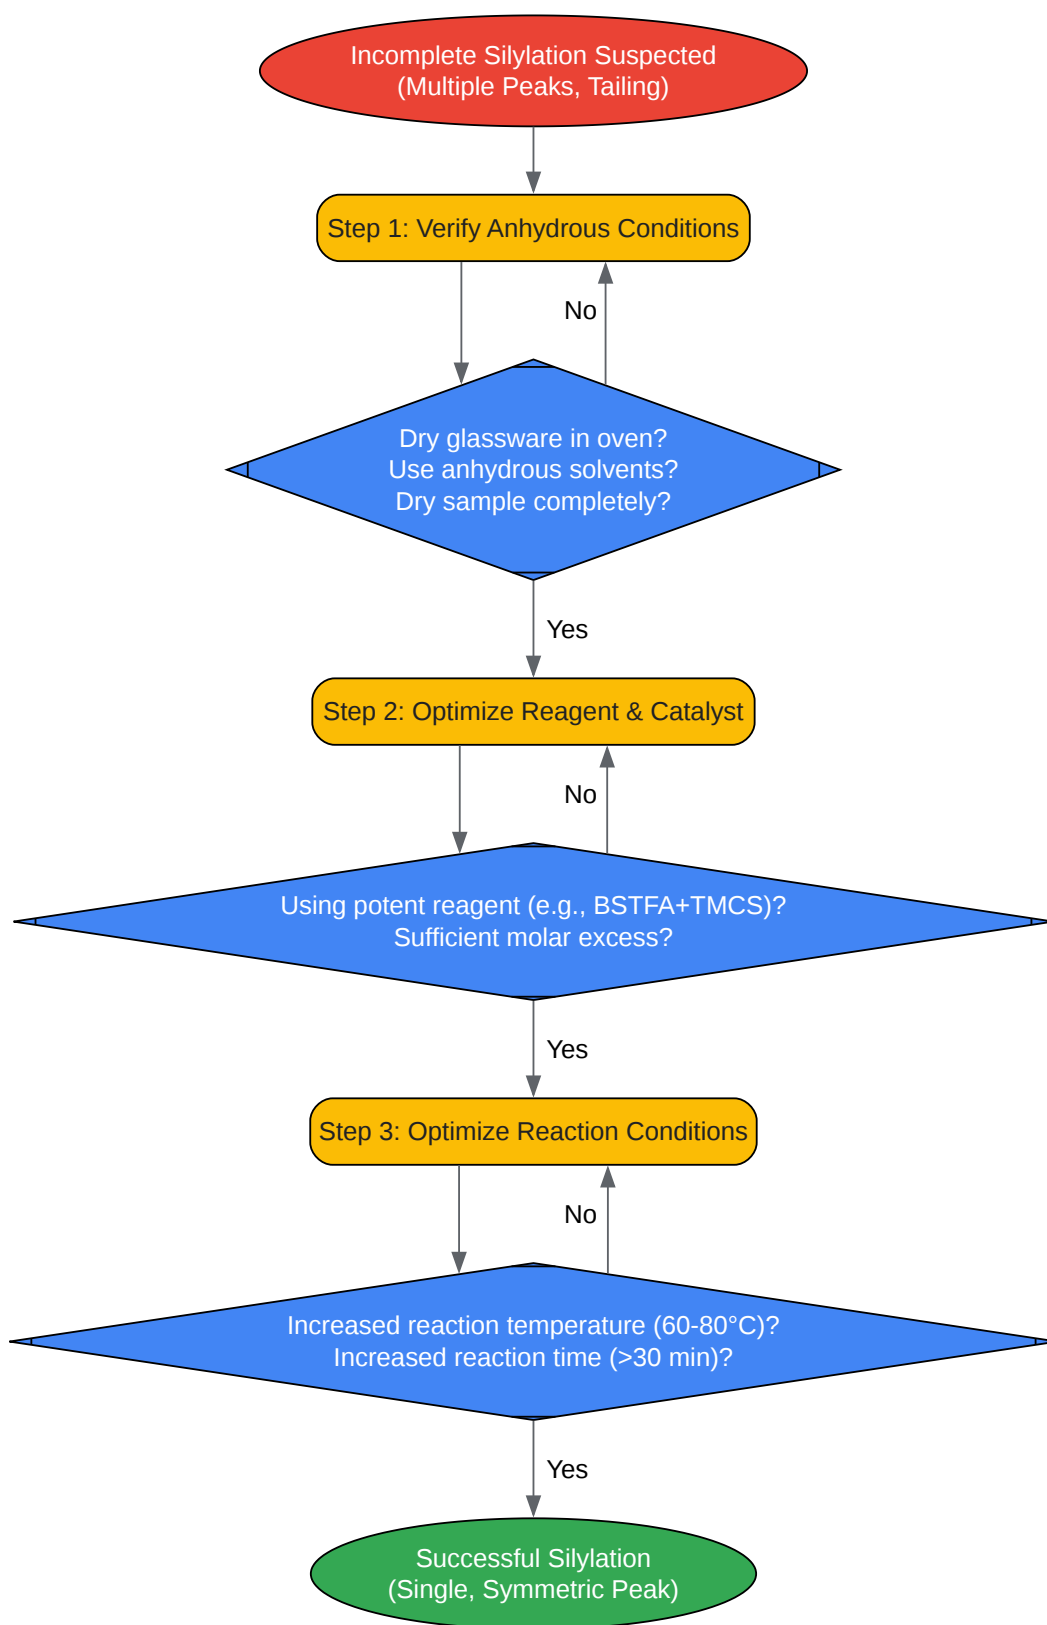 Incomplete Silylation Suspected
(Multiple Peaks, Tailing)
Step 1: Verify Anhydrous Conditions
No
Dry glassware in oven?
Use anhydrous solvents?
Dry sample completely?
Yes
Step 2: Optimize Reagent & Catalyst
No
Using potent reagent (e.g., BSTFA+TMCS)?
Sufficient molar excess?
Yes
Step 3: Optimize Reaction Conditions
No
Increased reaction temperature (60-80°C)?
Increased reaction time (>30 min)?
Yes
Successful Silylation
(Single, Symmetric Peak)